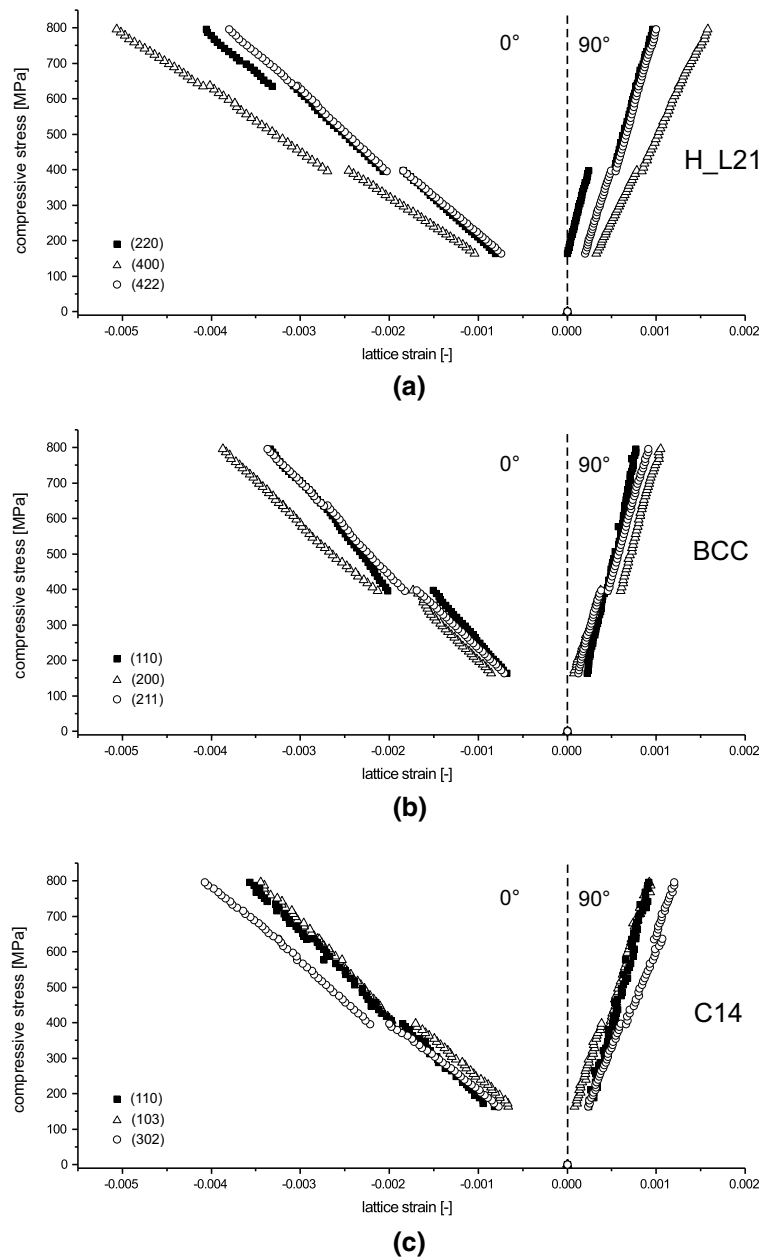 800
700
600
500
400
300
200
100
0
compressive stress [MPa]
0°
90°
H_L21
(220)
(400)
(422)
-0.005 -0.004 -0.003 -0.002 -0.001 0.000 0.001 0.002
lattice strain [-]
(a)
800
700
600
500
400
300
200
100
0
compressive stress [MPa]
0°
90°
BCC
(110)
(200)
(211)
-0.005 -0.004 -0.003 -0.002 -0.001 0.000 0.001 0.002
lattice strain [-]
(b)
800
700
600
500
400
300
200
100
0
compressive stress [MPa]
0°
90°
C14
(110)
(103)
(302)
-0.005 -0.004 -0.003 -0.002 -0.001 0.000 0.001 0.002
lattice strain [-]
(c)